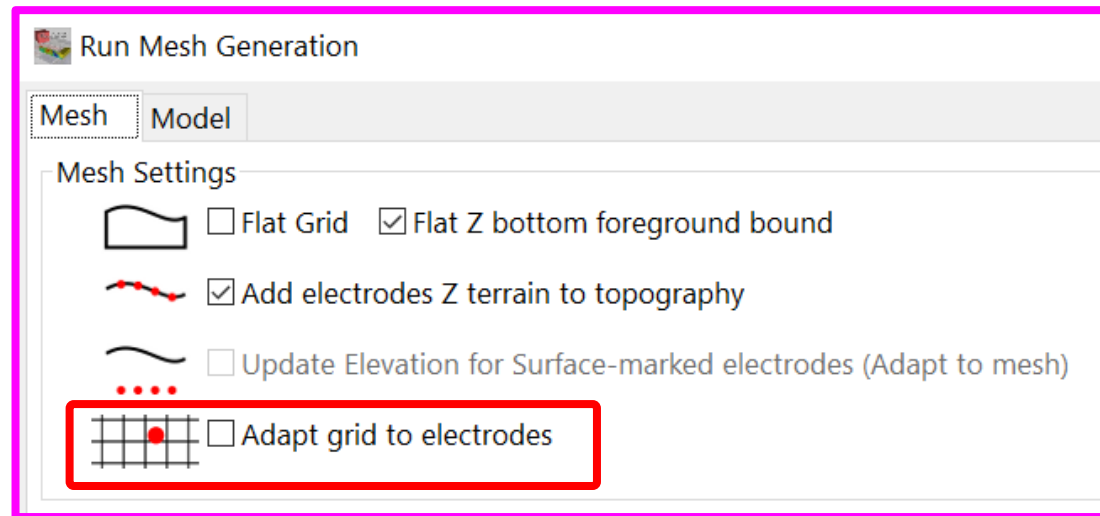 Run Mesh Generation
Mesh Model
Mesh Settings
Flat Grid Flat Z bottom foreground bound
Add electrodes Z terrain to topography
Update Elevation for Surface-marked electrodes (Adapt to mesh)
Adapt grid to electrodes